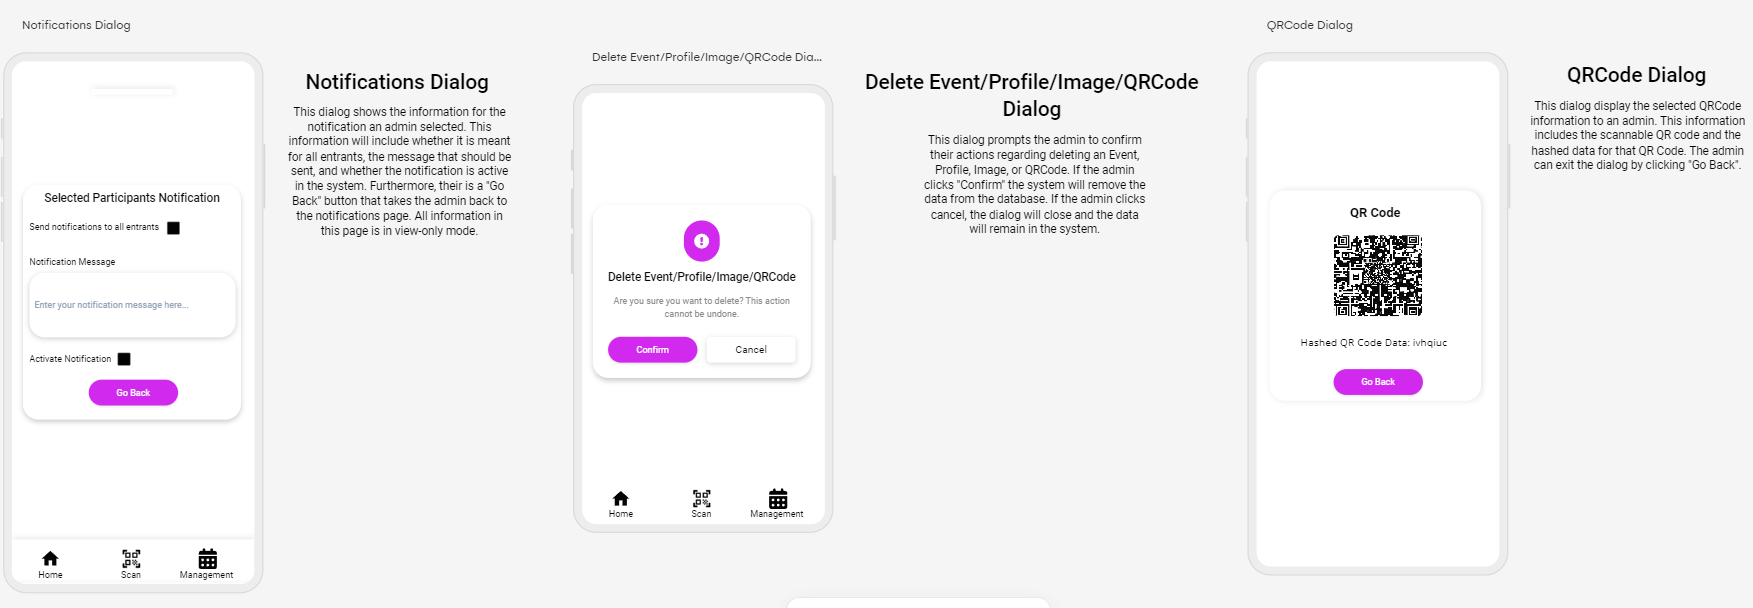 Notifications Dialog
Selected Participants Notification
Send notifications to all entrants
Notification Message
Enter your notification message here...
Activate Notification
Go Back
Home
Scan
Management
Notifications Dialog
This dialog shows the information for the
notification an admin selected. This
information will include whether it is meant
for all entrants, the message that should be
sent, and whether the notification is active
in the system. Furthermore, their is a "Go
Back" button that takes the admin back to
the notifications page. All information in
this page is in view-only mode.
Delete Event/Profile/Image/QRCode Dia...
Delete Event/Profile/Image/QRCode
Are you sure you want to delete? This action
cannot be undone.
Confirm
Cancel
Home
Scan
Management
Delete Event/Profile/Image/QRCode
Dialog
This dialog prompts the admin to confirm
their actions regarding deleting an Event,
Profile, Image, or QRCode. If the admin
clicks "Confirm" the system will remove the
data from the database. If the admin clicks
cancel, the dialog will close and the data
will remain in the system.
QRCode Dialog
QR Code
Hashed QR Code Data: ivhqiuc
Go Back
QRCode Dialog
This dialog display the selected QRCode
information to an admin. This information
includes the scannable QR code and the
hashed data for that QR Code. The admin
can exit the dialog by clicking "Go Back".